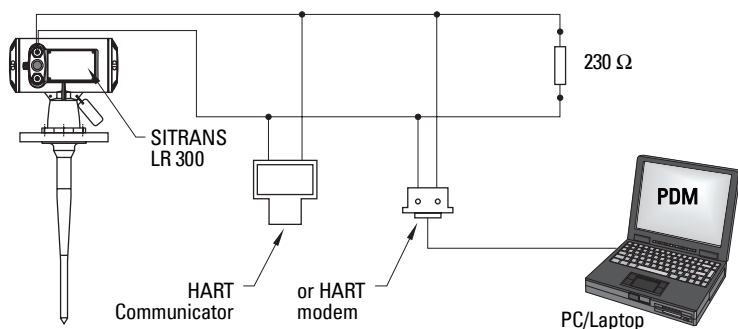 230 Ω
SITRANS
LR 300
PDM
HART
Communicator
or HART
modem
PC/Laptop